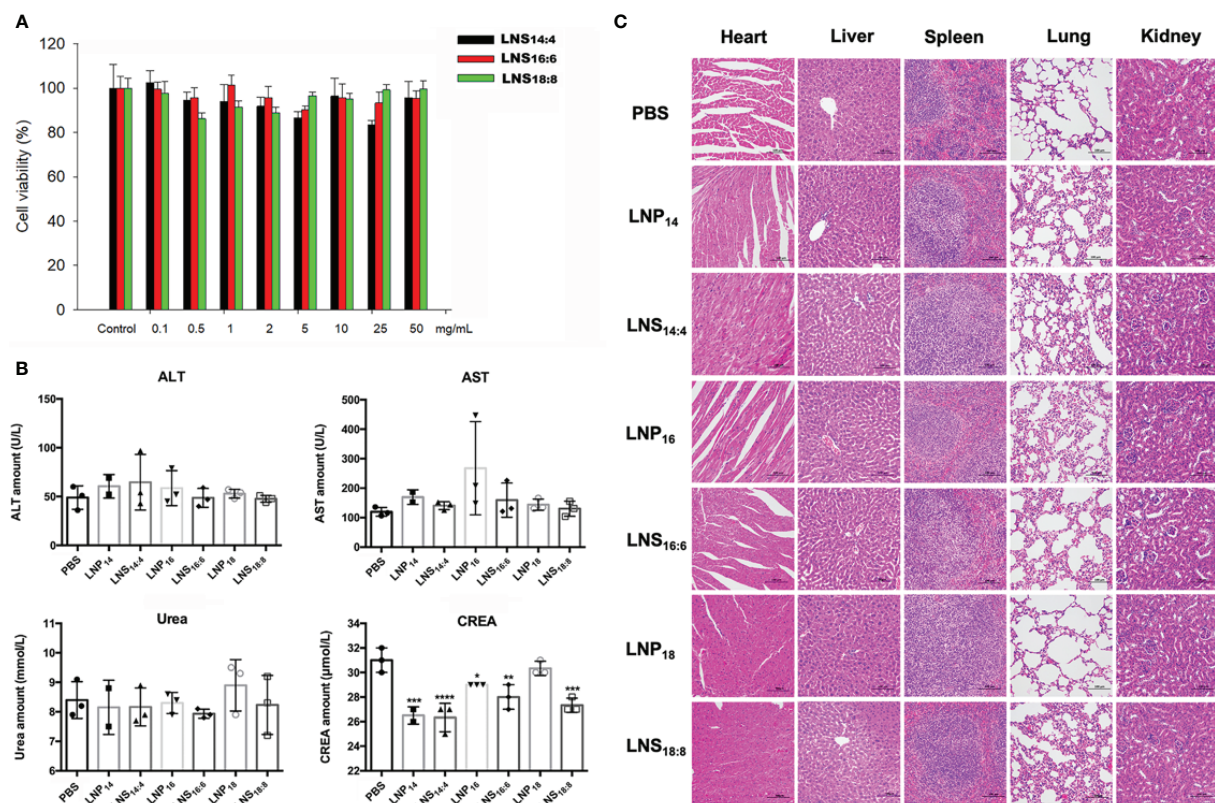 A
LNS14:4
LNS16:6
LNS18:8
Cell viability (%)
120
100
80
60
40
20
0
Control 0.1 0.5 1 2 5 10 25 50 mg/mL
B
ALT
ALT amount (U/L)
150
100
50
0
PBS LNP14 LNS14:4 LNP16 LNS16:6 LNP18 LNS18:8
AST
AST amount (U/L)
500
400
300
200
100
0
PBS LNP14 LNS14:4 LNP16 LNS16:6 LNP18 LNS18:8
Urea
Urea amount (mmol/L)
11
10
9
8
7
6
PBS LNP14 LNS14:4 LNP16 LNS16:6 LNP18 LNS18:8
CREA
CREA amount (μmol/L)
34
32
30
28
26
24
22
*** **** * ** ***
PBS LNP14 LNS14:4 LNP16 LNS16:6 LNP18 LNS18:8
C
Heart Liver Spleen Lung Kidney
PBS
LNP14
LNS14:4
LNP16
LNS16:6
LNP18
LNS18:8